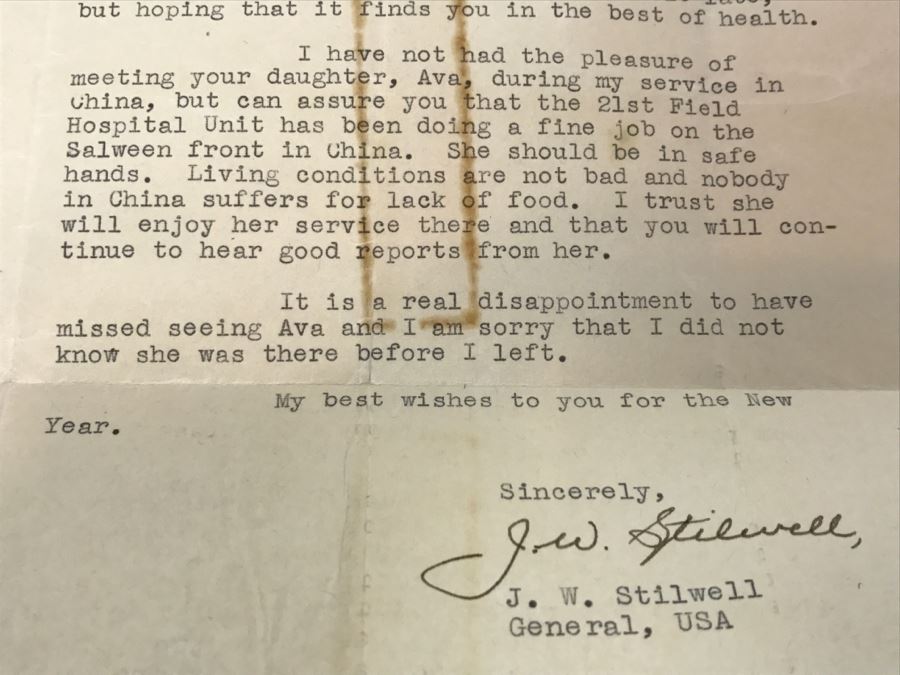 but hoping that it finds you in the best of health.
I have not had the pleasure of
meeting your daughter, Ava, during my service in
China, but can assure you that the 21st Field
Hospital Unit has been doing a fine job on the
Salween front in China. She should be in safe
hands. Living conditions are not bad and nobody
in China suffers for lack of food. I trust she
will enjoy her service there and that you will con-
tinue to hear good reports from her.
It is a real disappointment to have
missed seeing Ava and I am sorry that I did not
know she was there before I left.
My best wishes to you for the New
Year.
Sincerely,
J. W. Stilwell,
J. W. Stilwell
General, USA